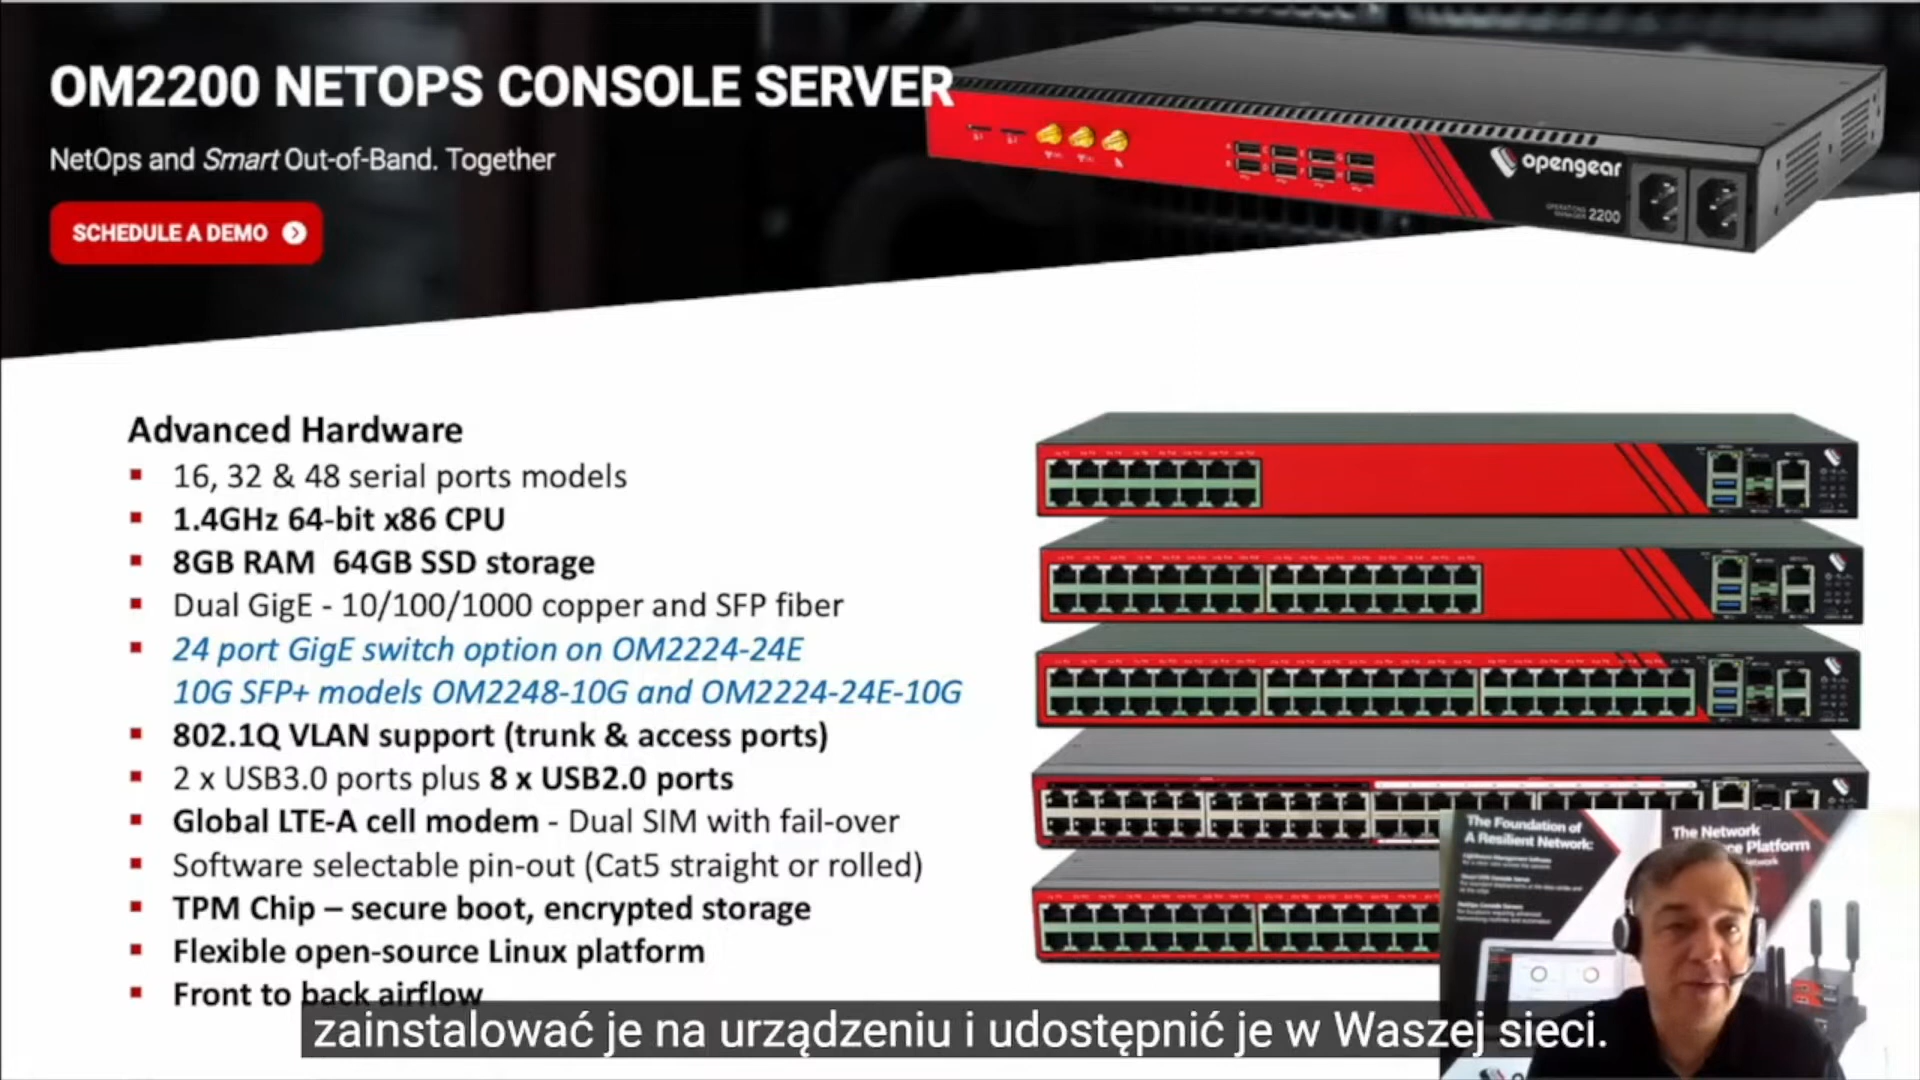 OM2200 NETOPS CONSOLE SERVER
NetOps and Smart Out-of-Band. Together
SCHEDULE A DEMO
opengear
OPERATIONS
MANAGER 2200
Advanced Hardware
16, 32 & 48 serial ports models
1.4GHz 64-bit x86 CPU
8GB RAM 64GB SSD storage
Dual GigE - 10/100/1000 copper and SFP fiber
24 port GigE switch option on OM2224-24E
10G SFP+ models OM2248-10G and OM2224-24E-10G
802.1Q VLAN support (trunk & access ports)
2 x USB3.0 ports plus 8 x USB2.0 ports
Global LTE-A cell modem - Dual SIM with fail-over
Software selectable pin-out (Cat5 straight or rolled)
TPM Chip – secure boot, encrypted storage
Flexible open-source Linux platform
Front to back airflow
The Foundation of
A Resilient Network:
The Network
Platform
zainstalować je na urządzeniu i udostępnić je w Waszej sieci.